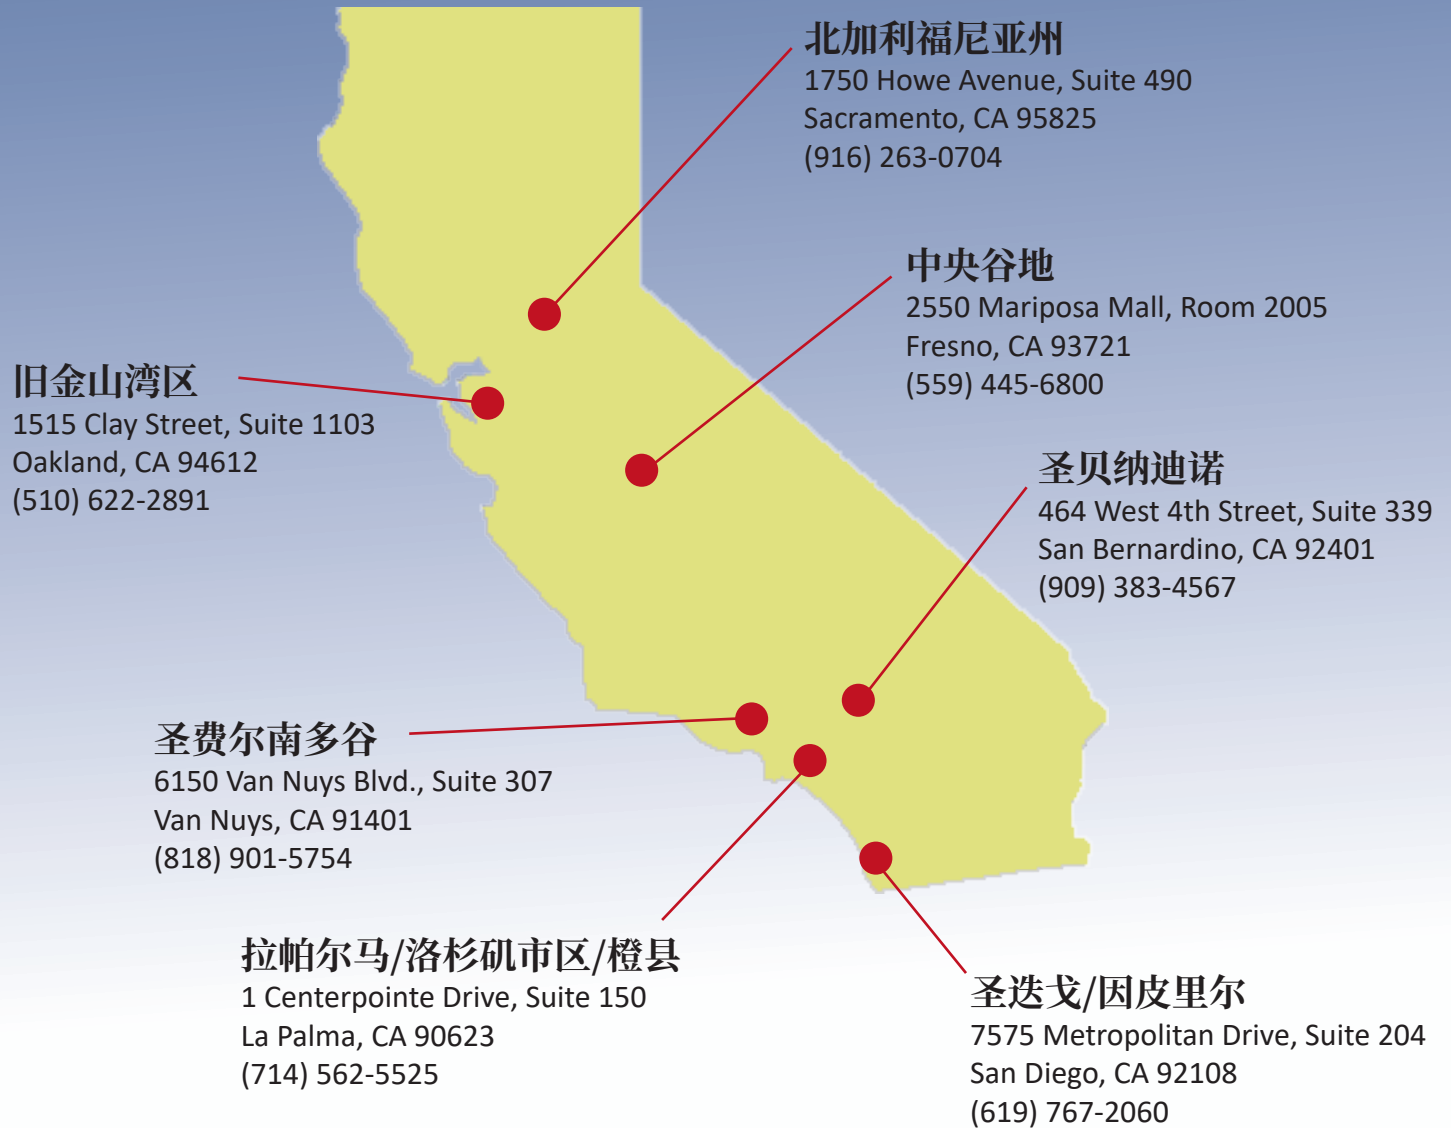 北加利福尼亚州
1750 Howe Avenue, Suite 490
Sacramento, CA 95825
(916) 263-0704
中央谷地
2550 Mariposa Mall, Room 2005
Fresno, CA 93721
(559) 445-6800
旧金山湾区
1515 Clay Street, Suite 1103
Oakland, CA 94612
(510) 622-2891
圣贝纳迪诺
464 West 4th Street, Suite 339
San Bernardino, CA 92401
(909) 383-4567
圣费尔南多谷
6150 Van Nuys Blvd., Suite 307
Van Nuys, CA 91401
(818) 901-5754
拉帕尔马/洛杉矶市区/橙县
1 Centerpointe Drive, Suite 150
La Palma, CA 90623
(714) 562-5525
圣迭戈/因皮里尔
7575 Metropolitan Drive, Suite 204
San Diego, CA 92108
(619) 767-2060